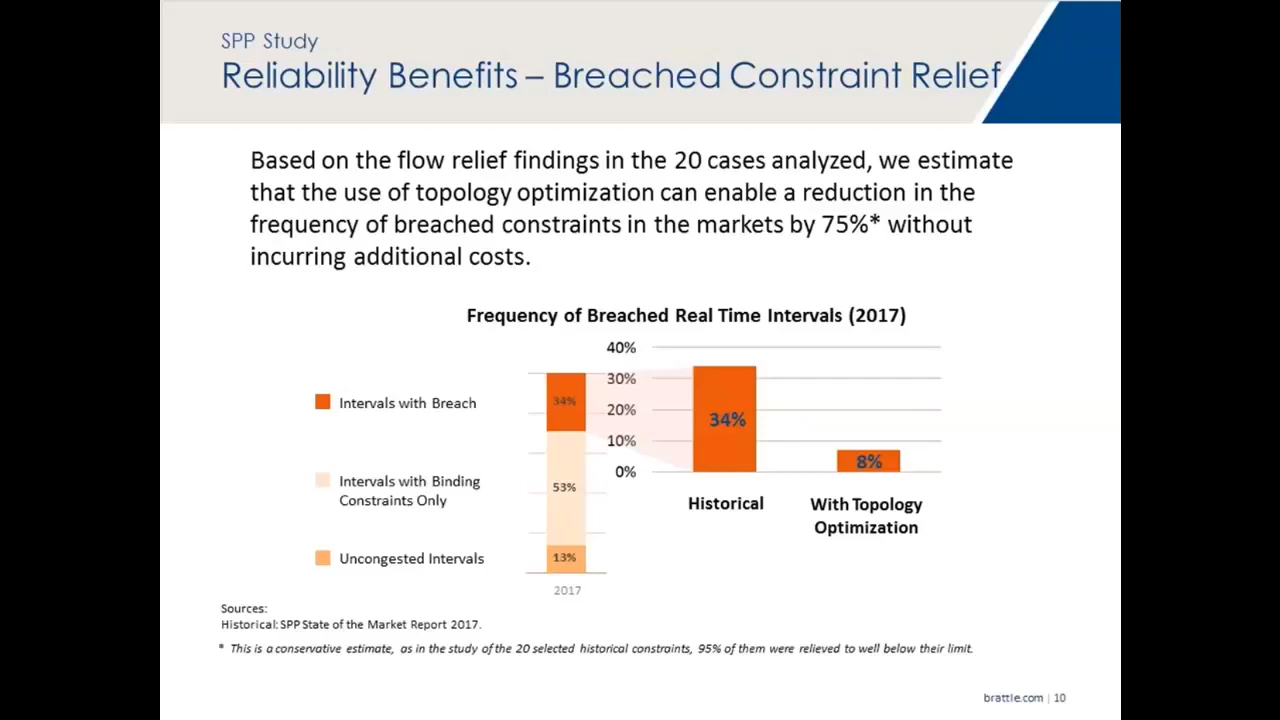 SPP Study
Reliability Benefits – Breached Constraint Relief
Based on the flow relief findings in the 20 cases analyzed, we estimate
that the use of topology optimization can enable a reduction in the
frequency of breached constraints in the markets by 75%* without
incurring additional costs.
Frequency of Breached Real Time Intervals (2017)
40%
30%
20%
10%
0%
34%
8%
Historical
With Topology
Optimization
Intervals with Breach
Intervals with Binding
Constraints Only
Uncongested Intervals
34%
53%
13%
2017
Sources:
Historical: SPP State of the Market Report 2017.
* This is a conservative estimate, as in the study of the 20 selected historical constraints, 95% of them were relieved to well below their limit.
brattle.com | 10